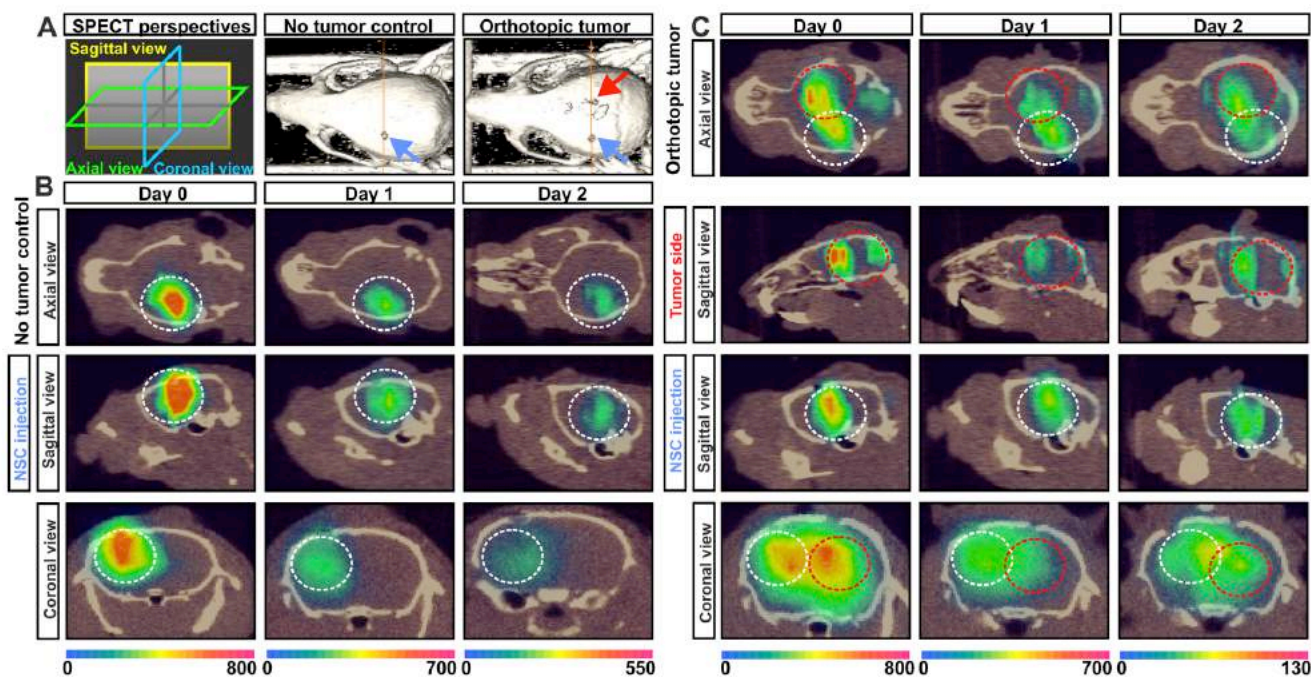 A
SPECT perspectives
No tumor control
Orthotopic tumor
Sagittal view
Axial view
Coronal view
B
Day 0
Day 1
Day 2
No tumor control
Axial view
NSC injection
Sagittal view
Coronal view
0
800
0
700
0
550
C
Day 0
Day 1
Day 2
Orthotopic tumor
Axial view
Tumor side
Sagittal view
NSC injection
Sagittal view
Coronal view
0
800
0
700
0
130